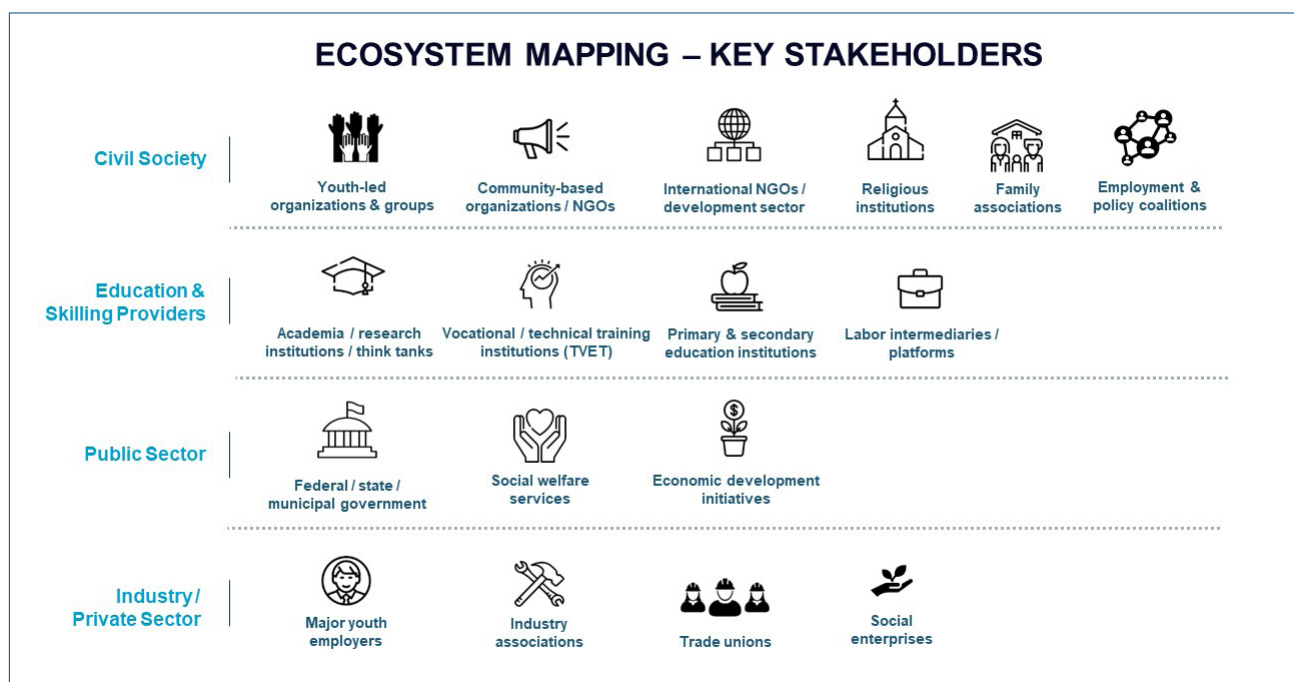 ECOSYSTEM MAPPING – KEY STAKEHOLDERS
Civil Society
Youth-led
organizations & groups
Community-based
organizations / NGOs
International NGOs /
development sector
Religious
institutions
Family
associations
Employment &
policy coalitions
Education &
Skilling Providers
Academia / research
institutions / think tanks
Vocational / technical training
institutions (TVET)
Primary & secondary
education institutions
Labor intermediaries /
platforms
Public Sector
Federal / state /
municipal government
Social welfare
services
Economic development
initiatives
Industry /
Private Sector
Major youth
employers
Industry
associations
Trade unions
Social
enterprises
$